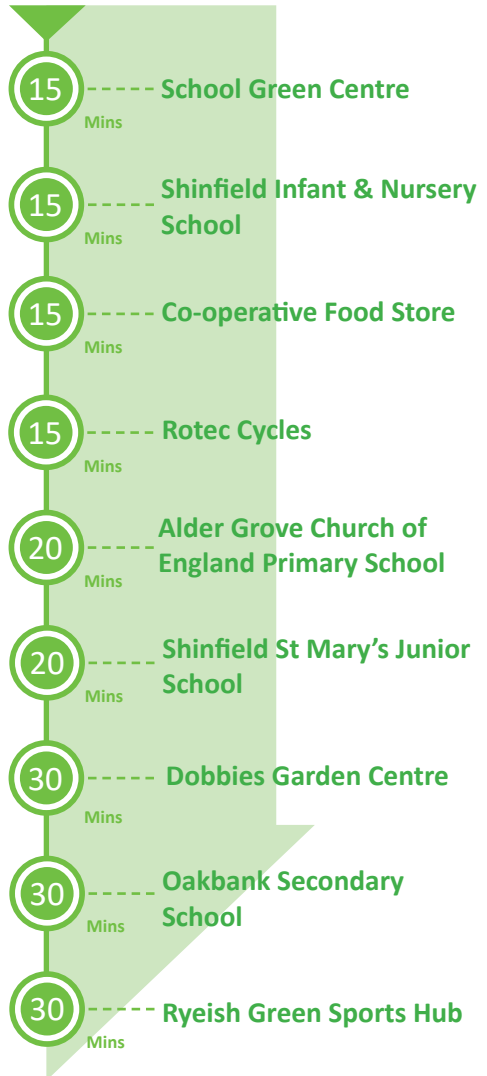 15
School Green Centre
Mins
15
Shinfield Infant & Nursery
School
Mins
15
Co-operative Food Store
Mins
15
Rotec Cycles
Mins
20
Alder Grove Church of
England Primary School
Mins
20
Shinfield St Mary’s Junior
School
Mins
30
Dobbies Garden Centre
Mins
30
Oakbank Secondary
School
Mins
30
Ryeish Green Sports Hub
Mins